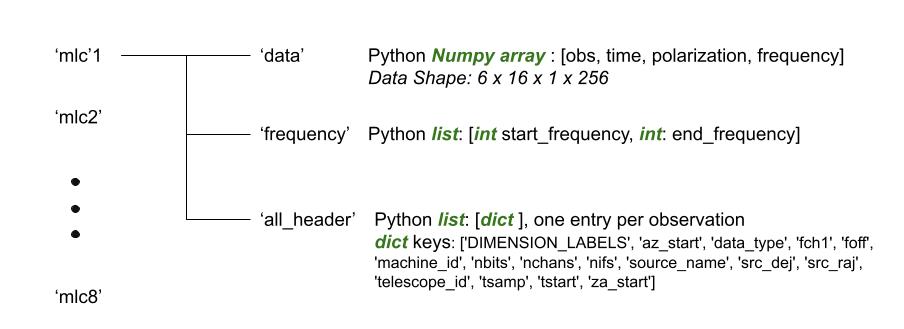 ‘mlc’1
‘data’
Python Numpy array : [obs, time, polarization, frequency]
Data Shape: 6 x 16 x 1 x 256
‘mlc2’
‘frequency’
Python list: [int start_frequency, int: end_frequency]
‘all_header’
Python list: [dict ], one entry per observation
dict keys: ['DIMENSION_LABELS', 'az_start', 'data_type', 'fch1', 'foff',
'machine_id', 'nbits', 'nchans', 'nifs', 'source_name', 'src_dej', 'src_raj',
'telescope_id', 'tsamp', 'tstart', 'za_start']
‘mlc8’